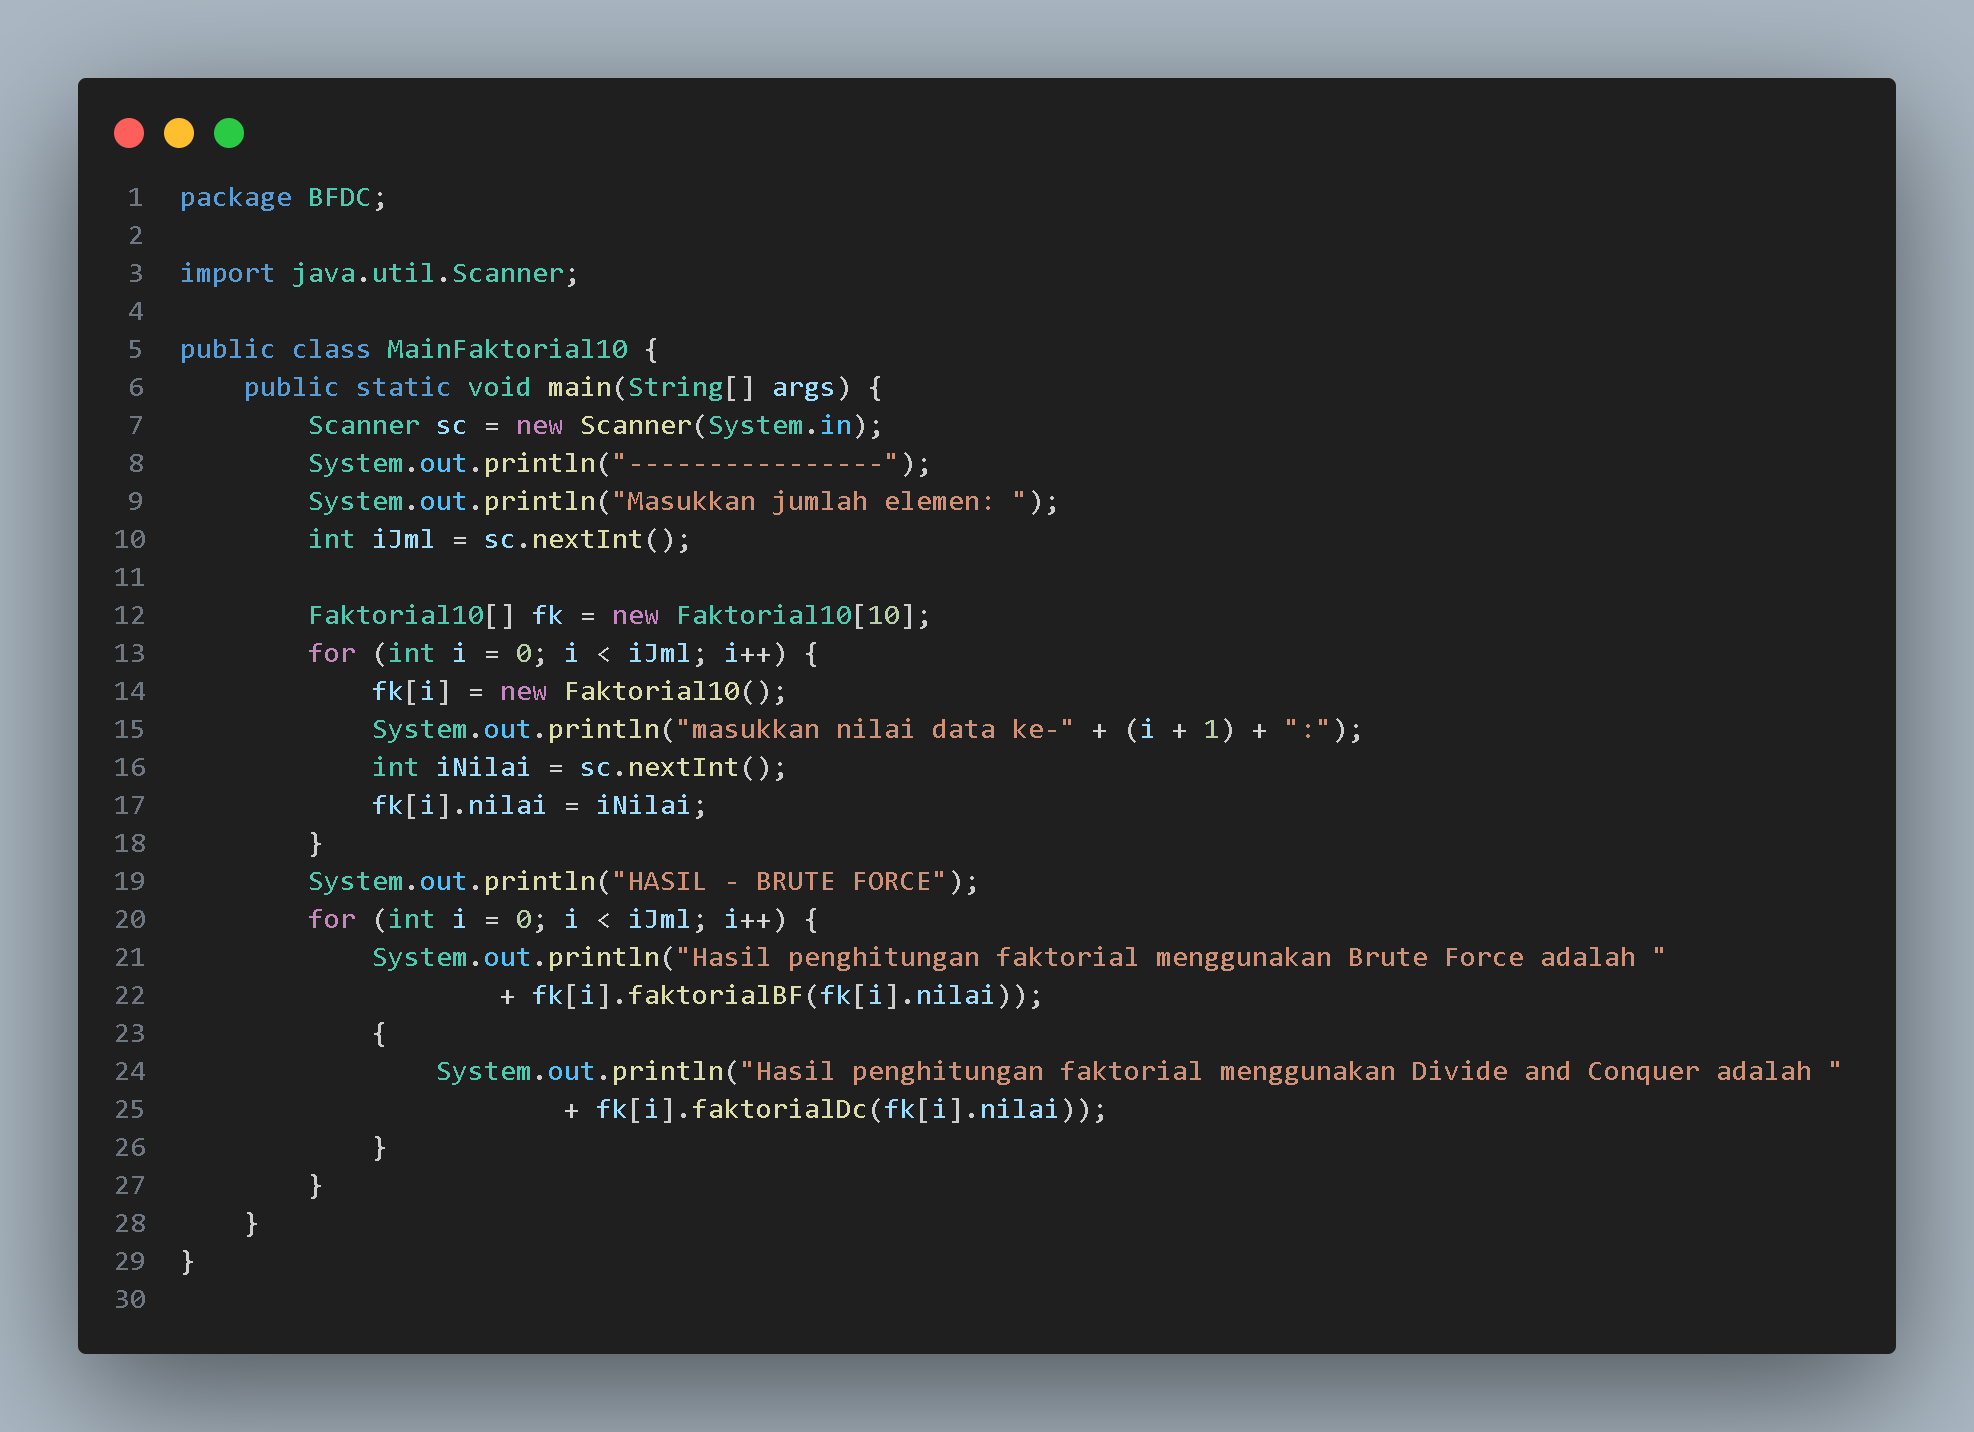 1 package BFDC;
2
3 import java.util.Scanner;
4
5 public class MainFaktorial10 {
6     public static void main(String[] args) {
7         Scanner sc = new Scanner(System.in);
8         System.out.println("----------------");
9         System.out.println("Masukkan jumlah elemen: ");
10         int iJml = sc.nextInt();
11
12         Faktorial10[] fk = new Faktorial10[10];
13         for (int i = 0; i < iJml; i++) {
14             fk[i] = new Faktorial10();
15             System.out.println("masukkan nilai data ke-" + (i + 1) + ":");
16             int iNilai = sc.nextInt();
17             fk[i].nilai = iNilai;
18         }
19         System.out.println("HASIL - BRUTE FORCE");
20         for (int i = 0; i < iJml; i++) {
21             System.out.println("Hasil penghitungan faktorial menggunakan Brute Force adalah "
22                     + fk[i].faktorialBF(fk[i].nilai));
23             {
24                 System.out.println("Hasil penghitungan faktorial menggunakan Divide and Conquer adalah "
25                         + fk[i].faktorialDc(fk[i].nilai));
26             }
27         }
28     }
29 }
30